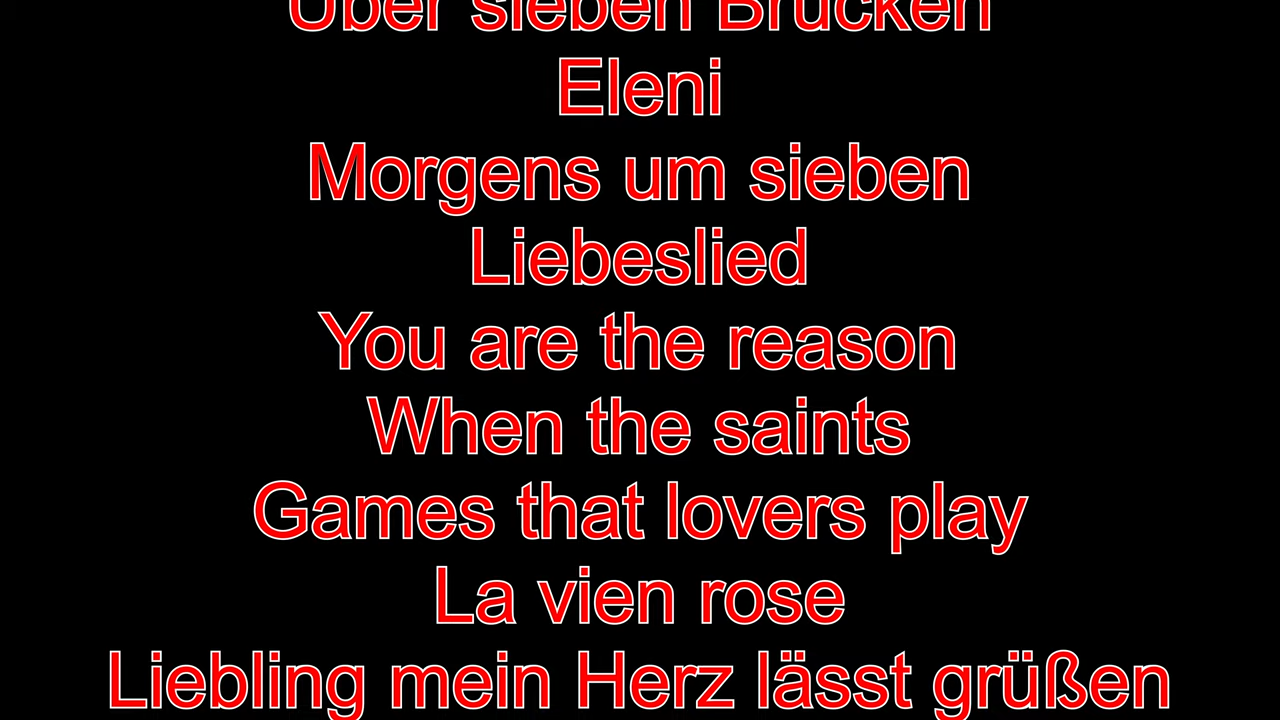 Über sieben Brücken
Eleni
Morgens um sieben
Liebeslied
You are the reason
When the saints
Games that lovers play
La vien rose
Liebling mein Herz lässt grüßen